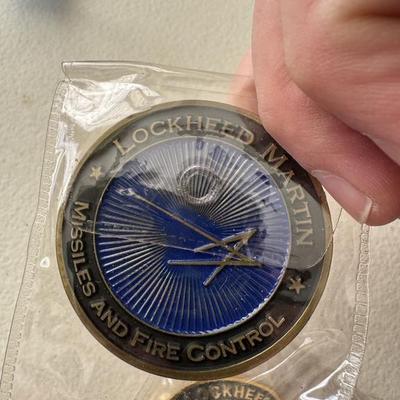 LOCKHEED MARTIN
MISSILES AND FIRE CONTROL